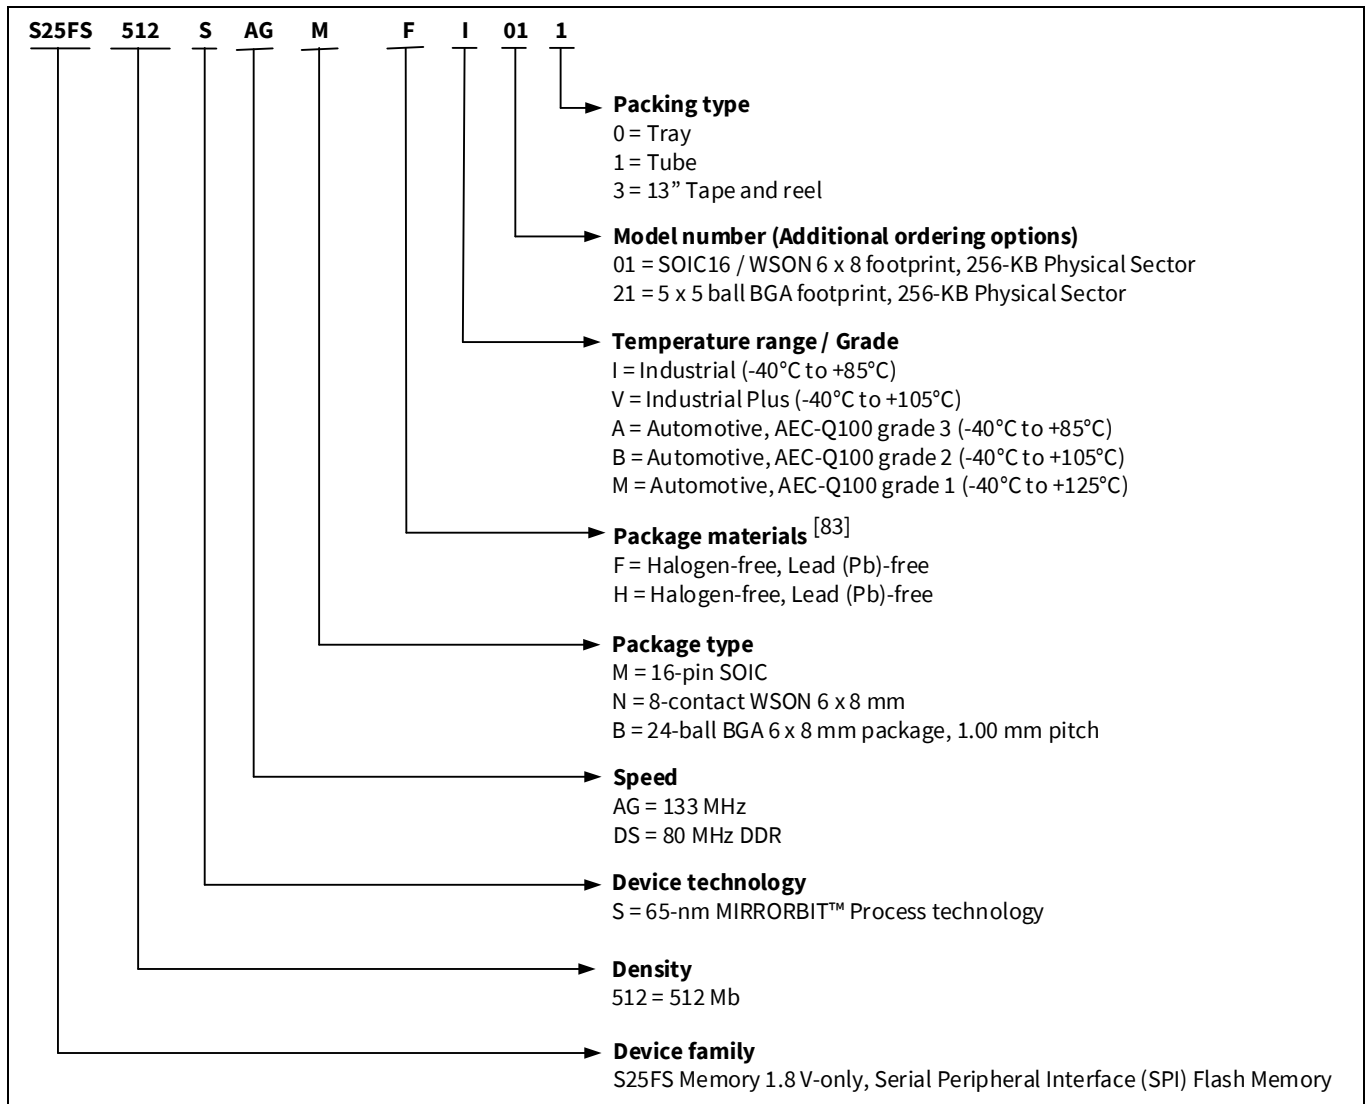 S25FS 512 S AG M F I 01 1
Packing type
0 = Tray
1 = Tube
3 = 13” Tape and reel
Model number (Additional ordering options)
01 = SOIC16 / WSON 6 x 8 footprint, 256-KB Physical Sector
21 = 5 x 5 ball BGA footprint, 256-KB Physical Sector
Temperature range / Grade
I = Industrial (-40°C to +85°C)
V = Industrial Plus (-40°C to +105°C)
A = Automotive, AEC-Q100 grade 3 (-40°C to +85°C)
B = Automotive, AEC-Q100 grade 2 (-40°C to +105°C)
M = Automotive, AEC-Q100 grade 1 (-40°C to +125°C)
Package materials [83]
F = Halogen-free, Lead (Pb)-free
H = Halogen-free, Lead (Pb)-free
Package type
M = 16-pin SOIC
N = 8-contact WSON 6 x 8 mm
B = 24-ball BGA 6 x 8 mm package, 1.00 mm pitch
Speed
AG = 133 MHz
DS = 80 MHz DDR
Device technology
S = 65-nm MIRRORBIT™ Process technology
Density
512 = 512 Mb
Device family
S25FS Memory 1.8 V-only, Serial Peripheral Interface (SPI) Flash Memory